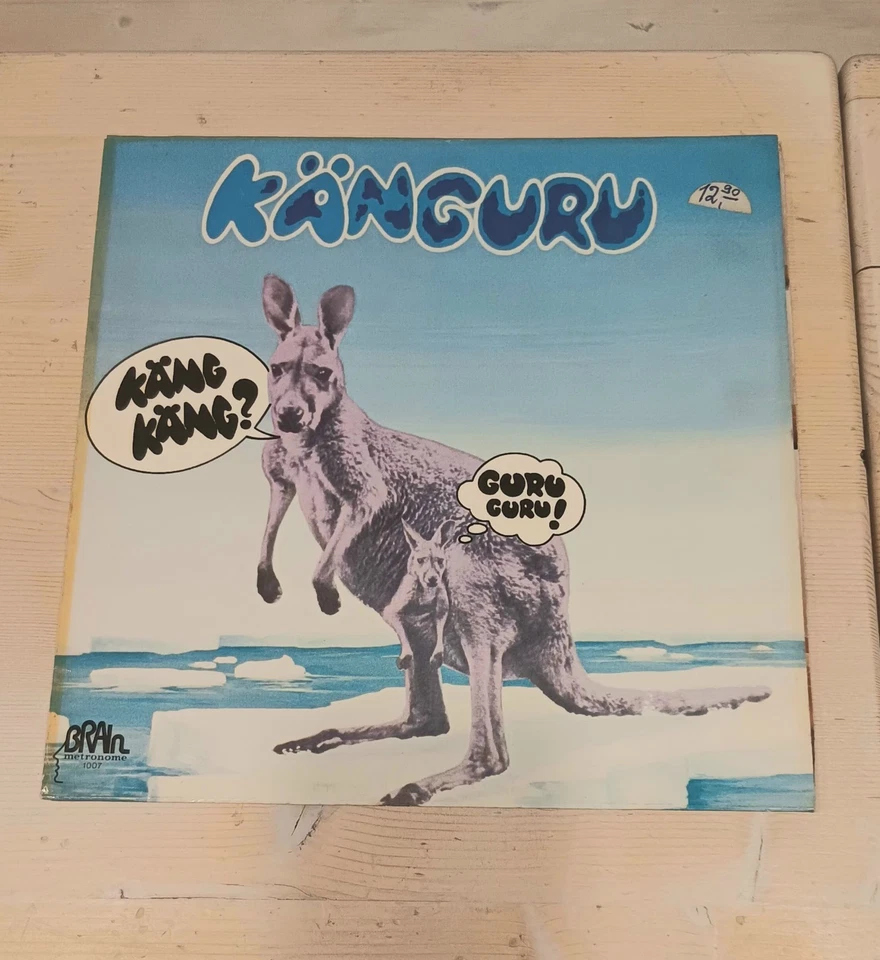 KÄNGURU
12,90
KÄNG
KÄNG?
GURU
GURU!
BRAIN
metronome
1007